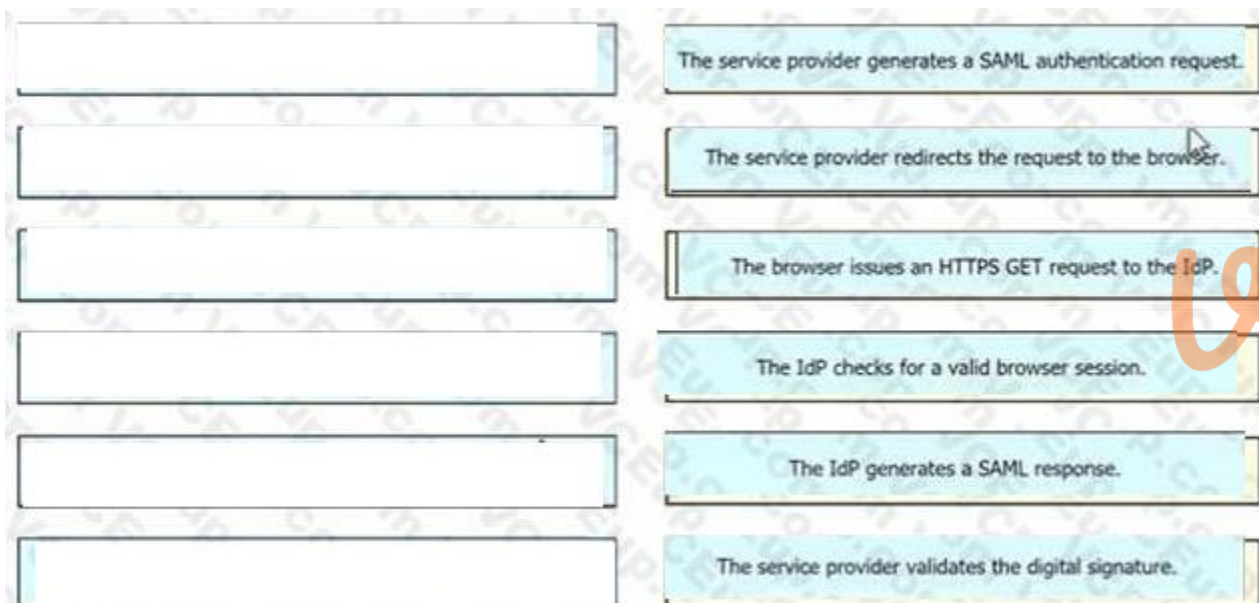 The service provider generates a SAML authentication request.
The service provider redirects the request to the browser.
The browser issues an HTTPS GET request to the IdP.
The IdP checks for a valid browser session.
The IdP generates a SAML response.
The service provider validates the digital signature.